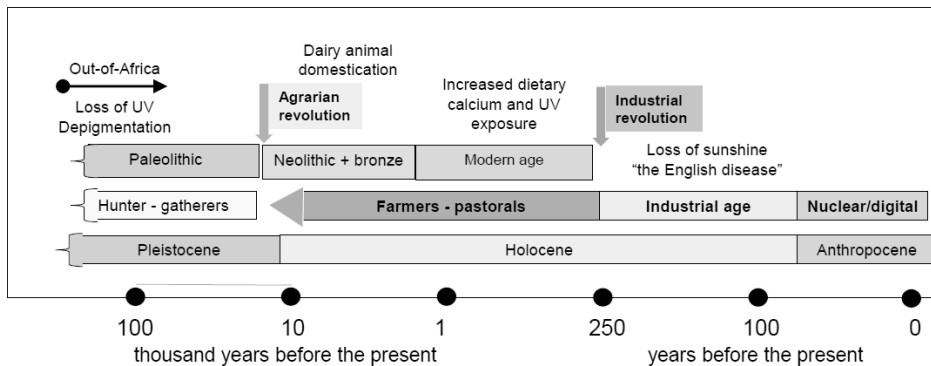 Out-of-Africa
Loss of UV
Depigmentation
Dairy animal
domestication
Agrarian
revolution
Increased dietary
calcium and UV
exposure
Industrial
revolution
Loss of sunshine
“the English disease”
Paleolithic
Neolithic + bronze
Modern age
Hunter - gatherers
Farmers - pastorals
Industrial age
Nuclear/digital
Pleistocene
Holocene
Anthropocene
100
10
1
250
100
0
thousand years before the present
years before the present